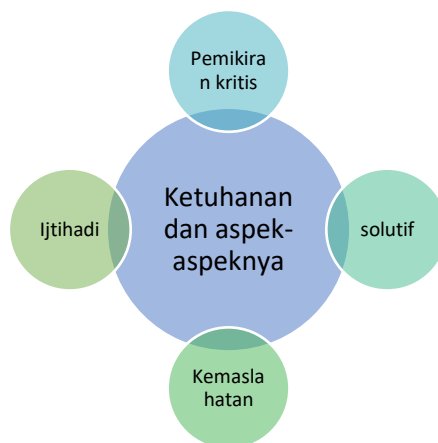 Pemikira
n kritis
Ketuhanan
dan aspek-
aspeknya
Ijtihadi
solutif
Kemasla
hatan